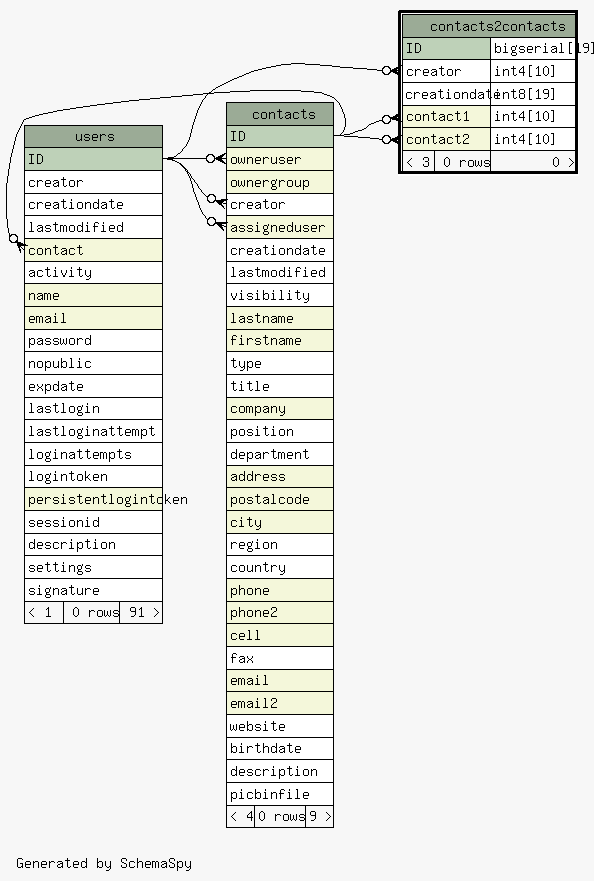 contacts2contacts
ID bigserial[19]
creator int4[10]
creationdate int8[19]
contact1 int4[10]
contact2 int4[10]
< 3 0 rows 0 >
users
ID
creator
creationdate
lastmodified
contact
activity
name
email
password
nopublic
expdate
lastlogin
lastloginattempt
loginattempts
logintoken
persistentlogintoken
sessionid
description
settings
signature
< 1 0 rows 91 >
contacts
ID
owneruser
ownergroup
creator
assigneduser
creationdate
lastmodified
visibility
lastname
firstname
type
title
company
position
department
address
postalcode
city
region
country
phone
phone2
cell
fax
email
email2
website
birthdate
description
picbinfile
< 4 0 rows 9 >
Generated by SchemaSpy